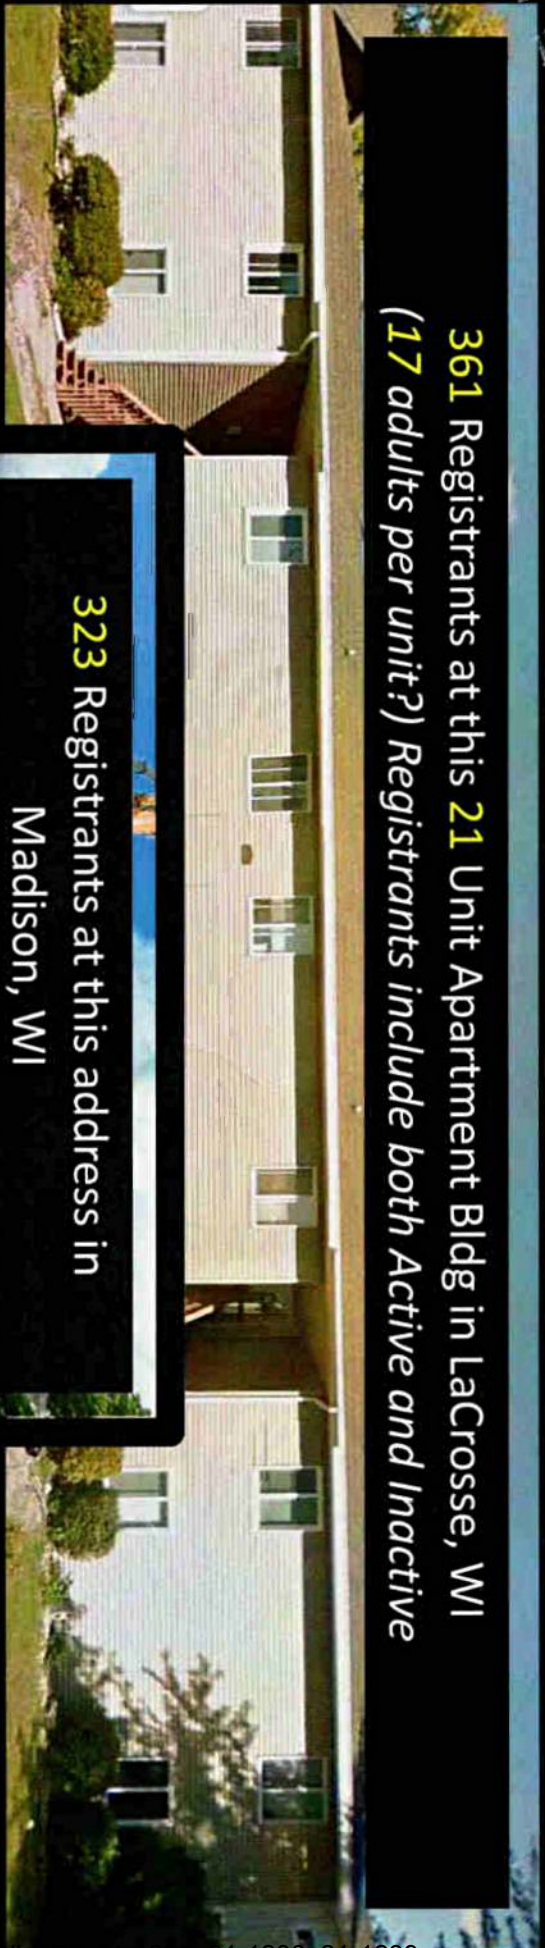 361 Registrants at this 21 Unit Apartment Bldg in LaCrosse, WI
(17 adults per unit?) Registrants include both Active and Inactive
323 Registrants at this address in
Madison, WI